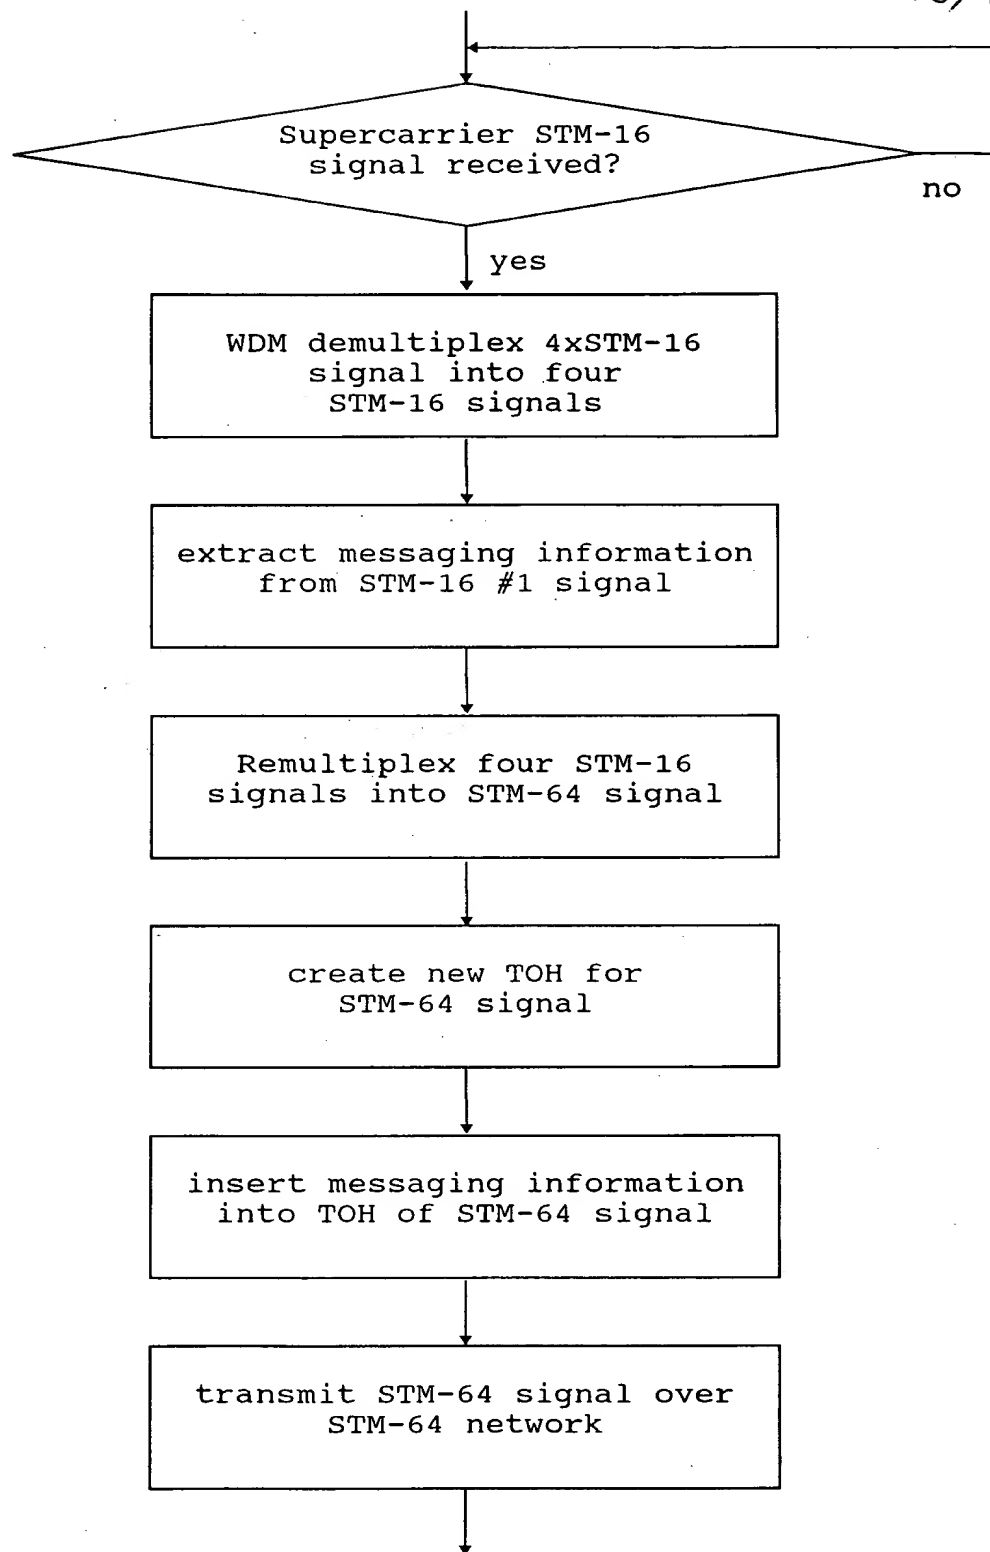 Supercarrier STM-16
signal received?
no
yes
WDM demultiplex 4xSTM-16
signal into four
STM-16 signals
extract messaging information
from STM-16 #1 signal
Remultiplex four STM-16
signals into STM-64 signal
create new TOH for
STM-64 signal
insert messaging information
into TOH of STM-64 signal
transmit STM-64 signal over
STM-64 network